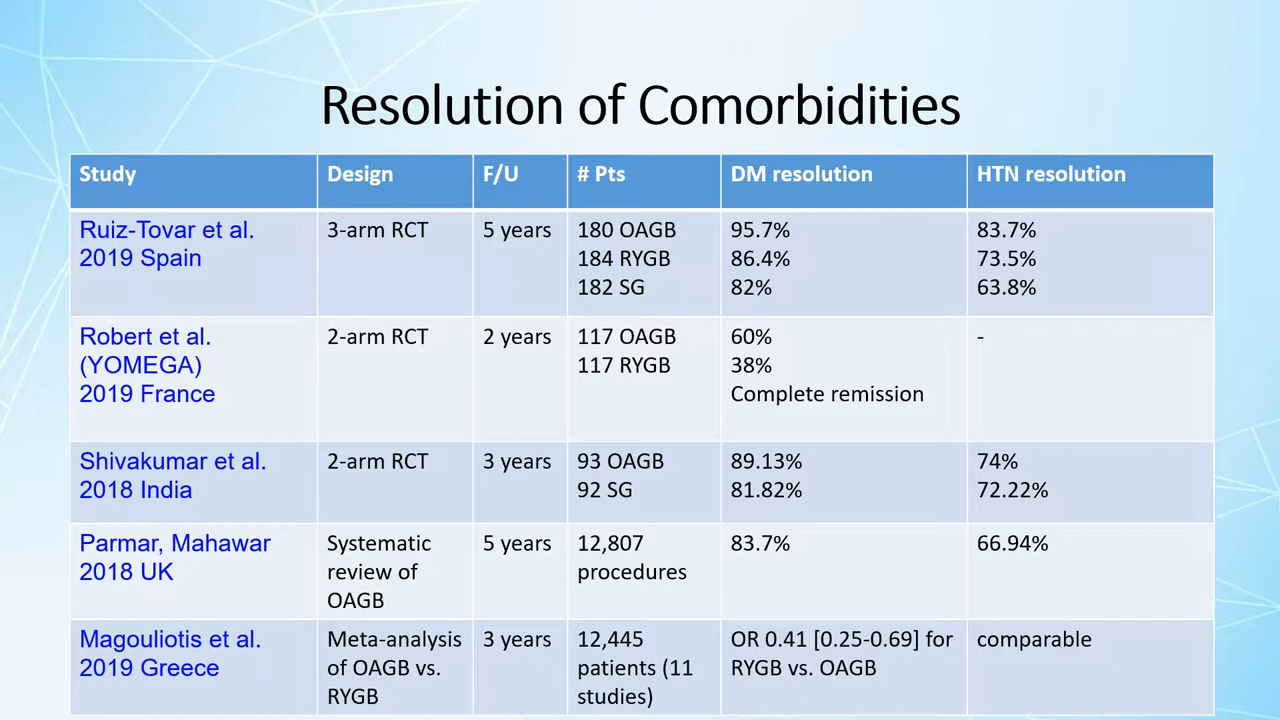 Resolution of Comorbidities
Study Design F/U # Pts DM resolution HTN resolution
Ruiz-Tovar et al. 3-arm RCT 5 years 180 OAGB 95.7% 83.7%
2019 Spain 184 RYGB 86.4% 73.5%
182 SG 82% 63.8%
Robert et al. 2-arm RCT 2 years 117 OAGB 60% -
(YOMEGA) 117 RYGB 38%
2019 France Complete remission
Shivakumar et al. 2-arm RCT 3 years 93 OAGB 89.13% 74%
2018 India 92 SG 81.82% 72.22%
Parmar, Mahawar Systematic 5 years 12,807 83.7% 66.94%
2018 UK review of procedures
OAGB
Magouliotis et al. Meta-analysis 3 years 12,445 OR 0.41 [0.25-0.69] for comparable
2019 Greece of OAGB vs. patients (11 RYGB vs. OAGB
RYGB studies)